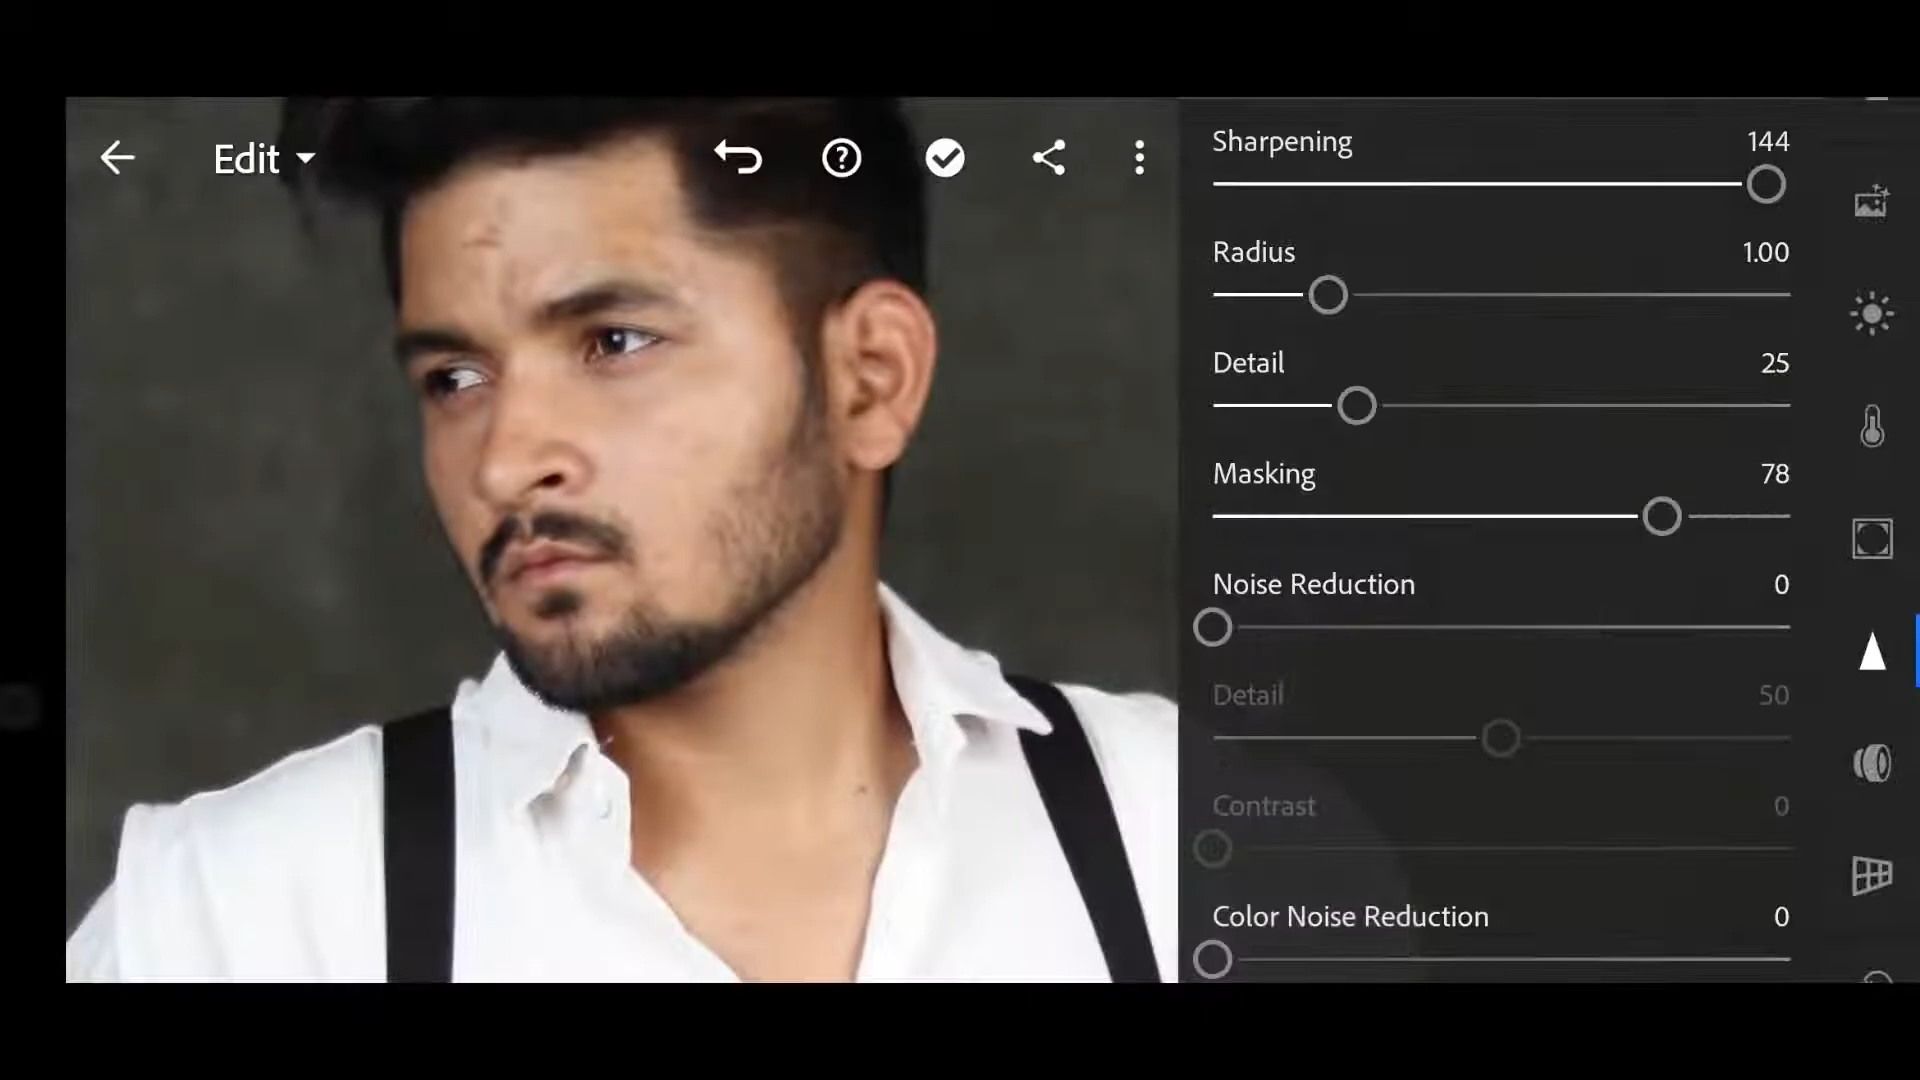 Edit
Sharpening 144
Radius 1.00
Detail 25
Masking 78
Noise Reduction 0
Detail 50
Contrast 0
Color Noise Reduction 0